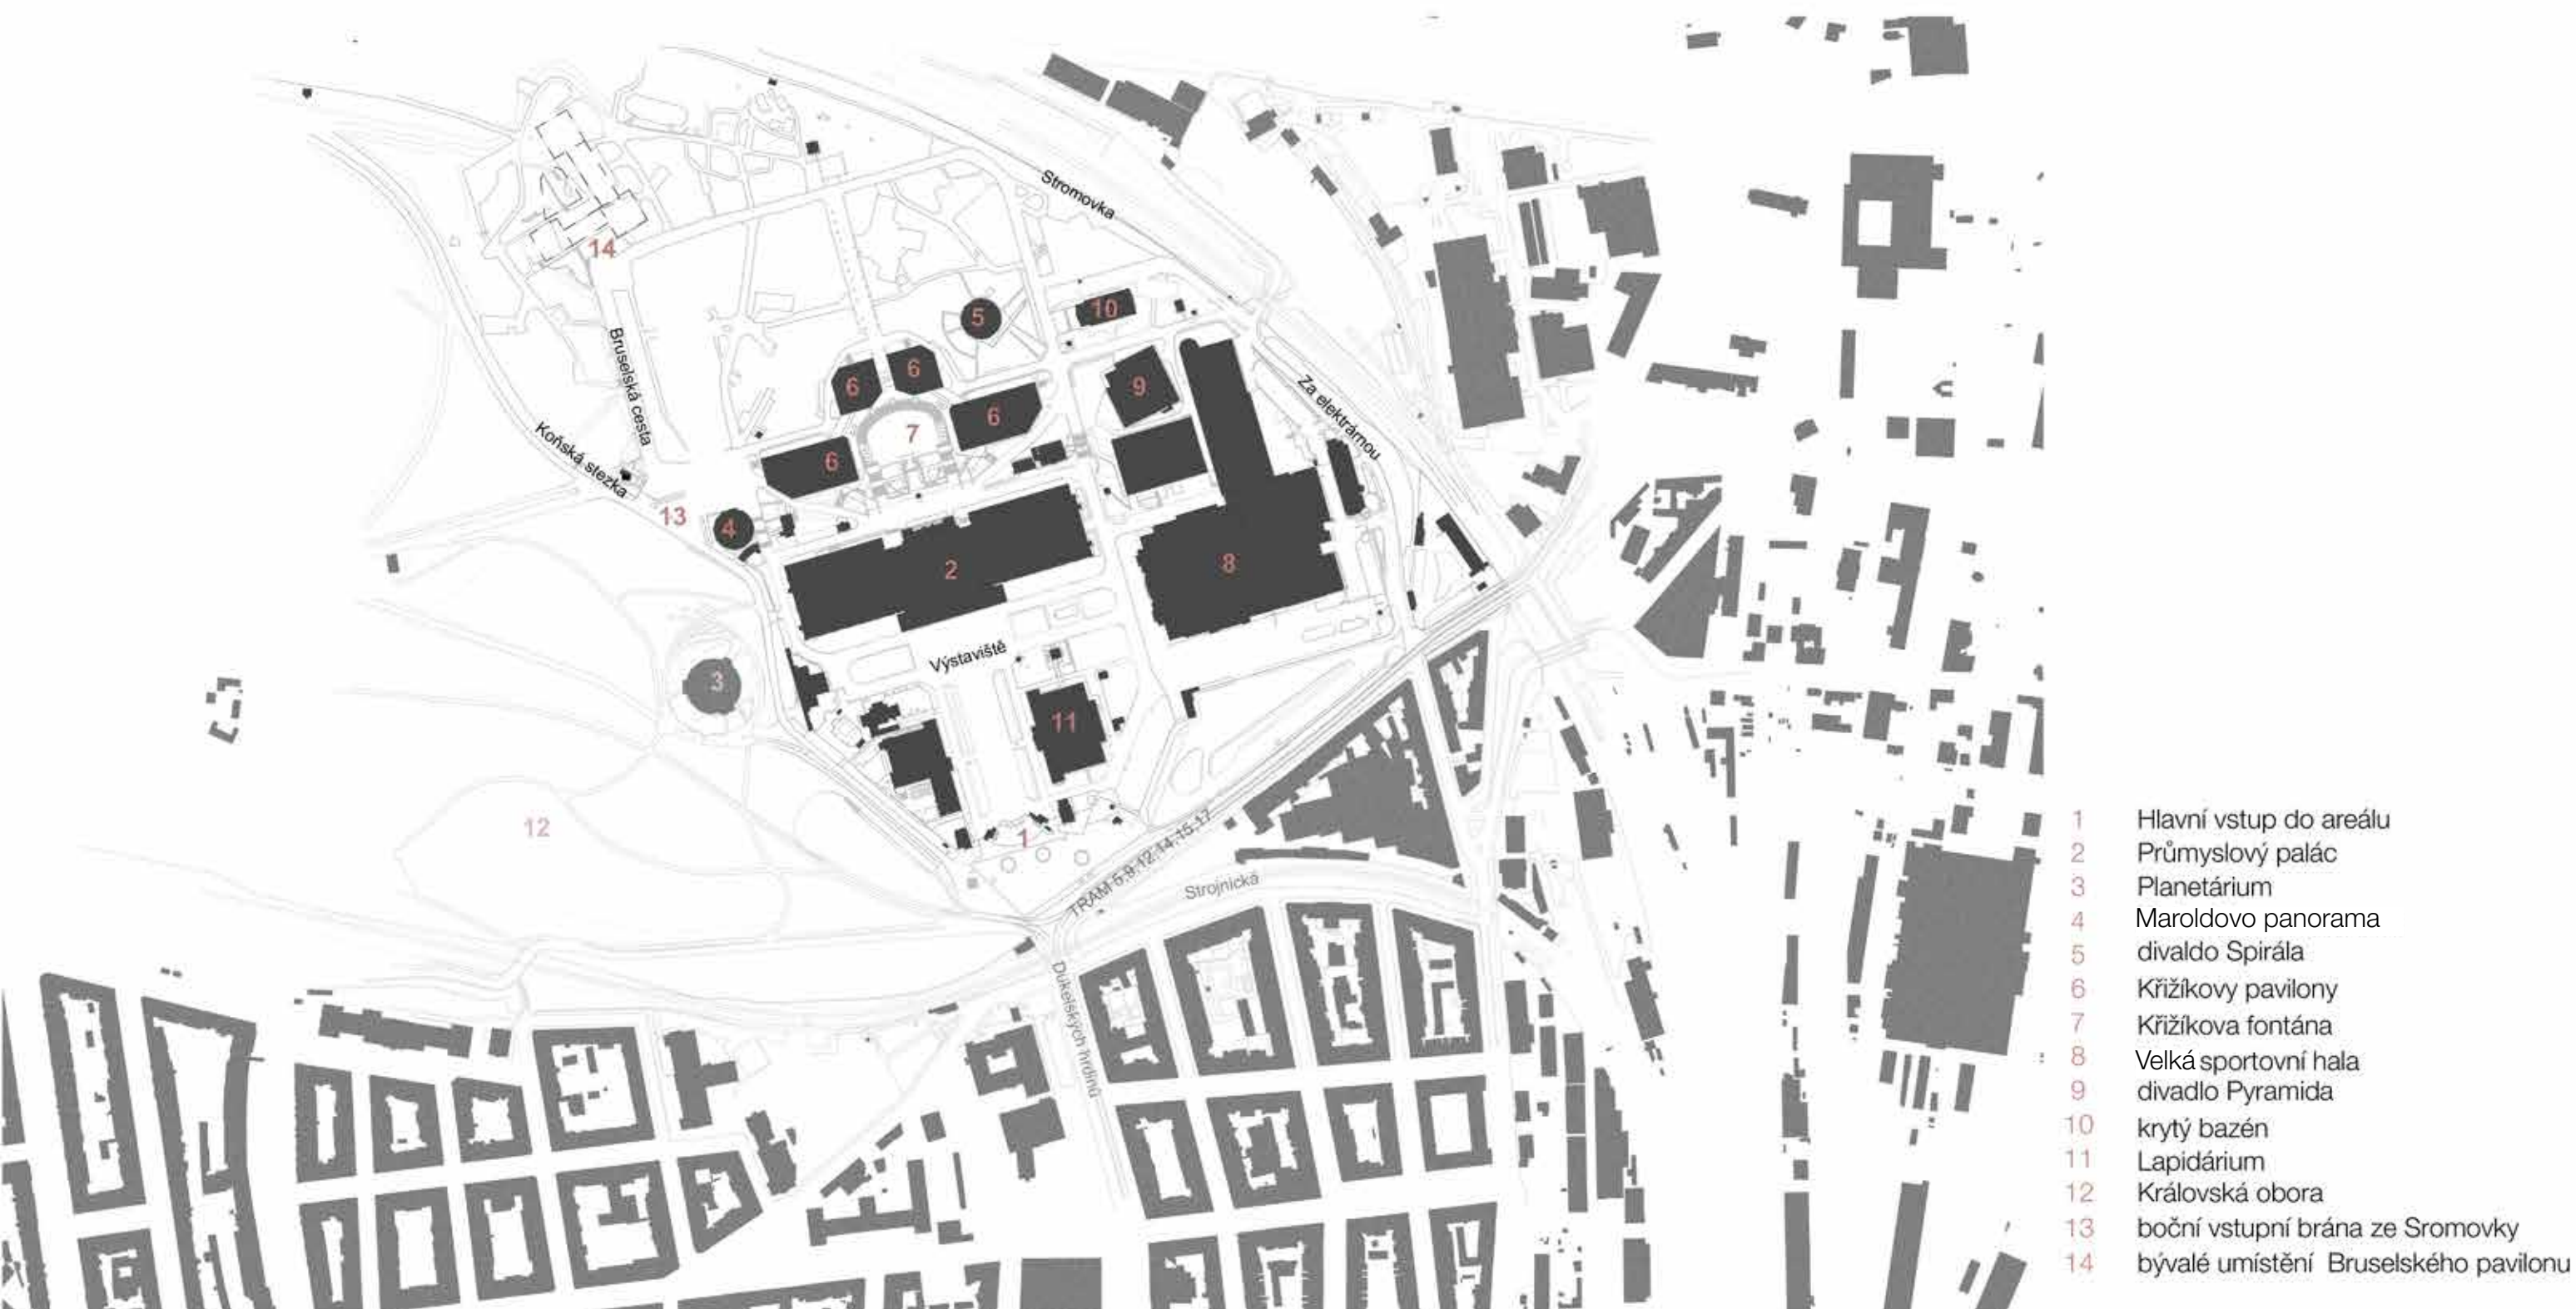 Stromovka
14
5
10
Bruselská cesta
6
6
9
Za elektrárnou
6
7
6
Koňská stezka
13
4
2
8
Výstaviště
3
11
12
1
TRAM 5,9,12,14,15,17
Strojnická
Dukelských hrdinů
1 Hlavní vstup do areálu
2 Průmyslový palác
3 Planetárium
4 Maroldovo panorama
5 divaldo Spirála
6 Křižíkovy pavilony
7 Křižíkova fontána
8 Velká sportovní hala
9 divadlo Pyramida
10 krytý bazén
11 Lapidárium
12 Královská obora
13 boční vstupní brána ze Sromovky
14 bývalé umístění Bruselského pavilonu